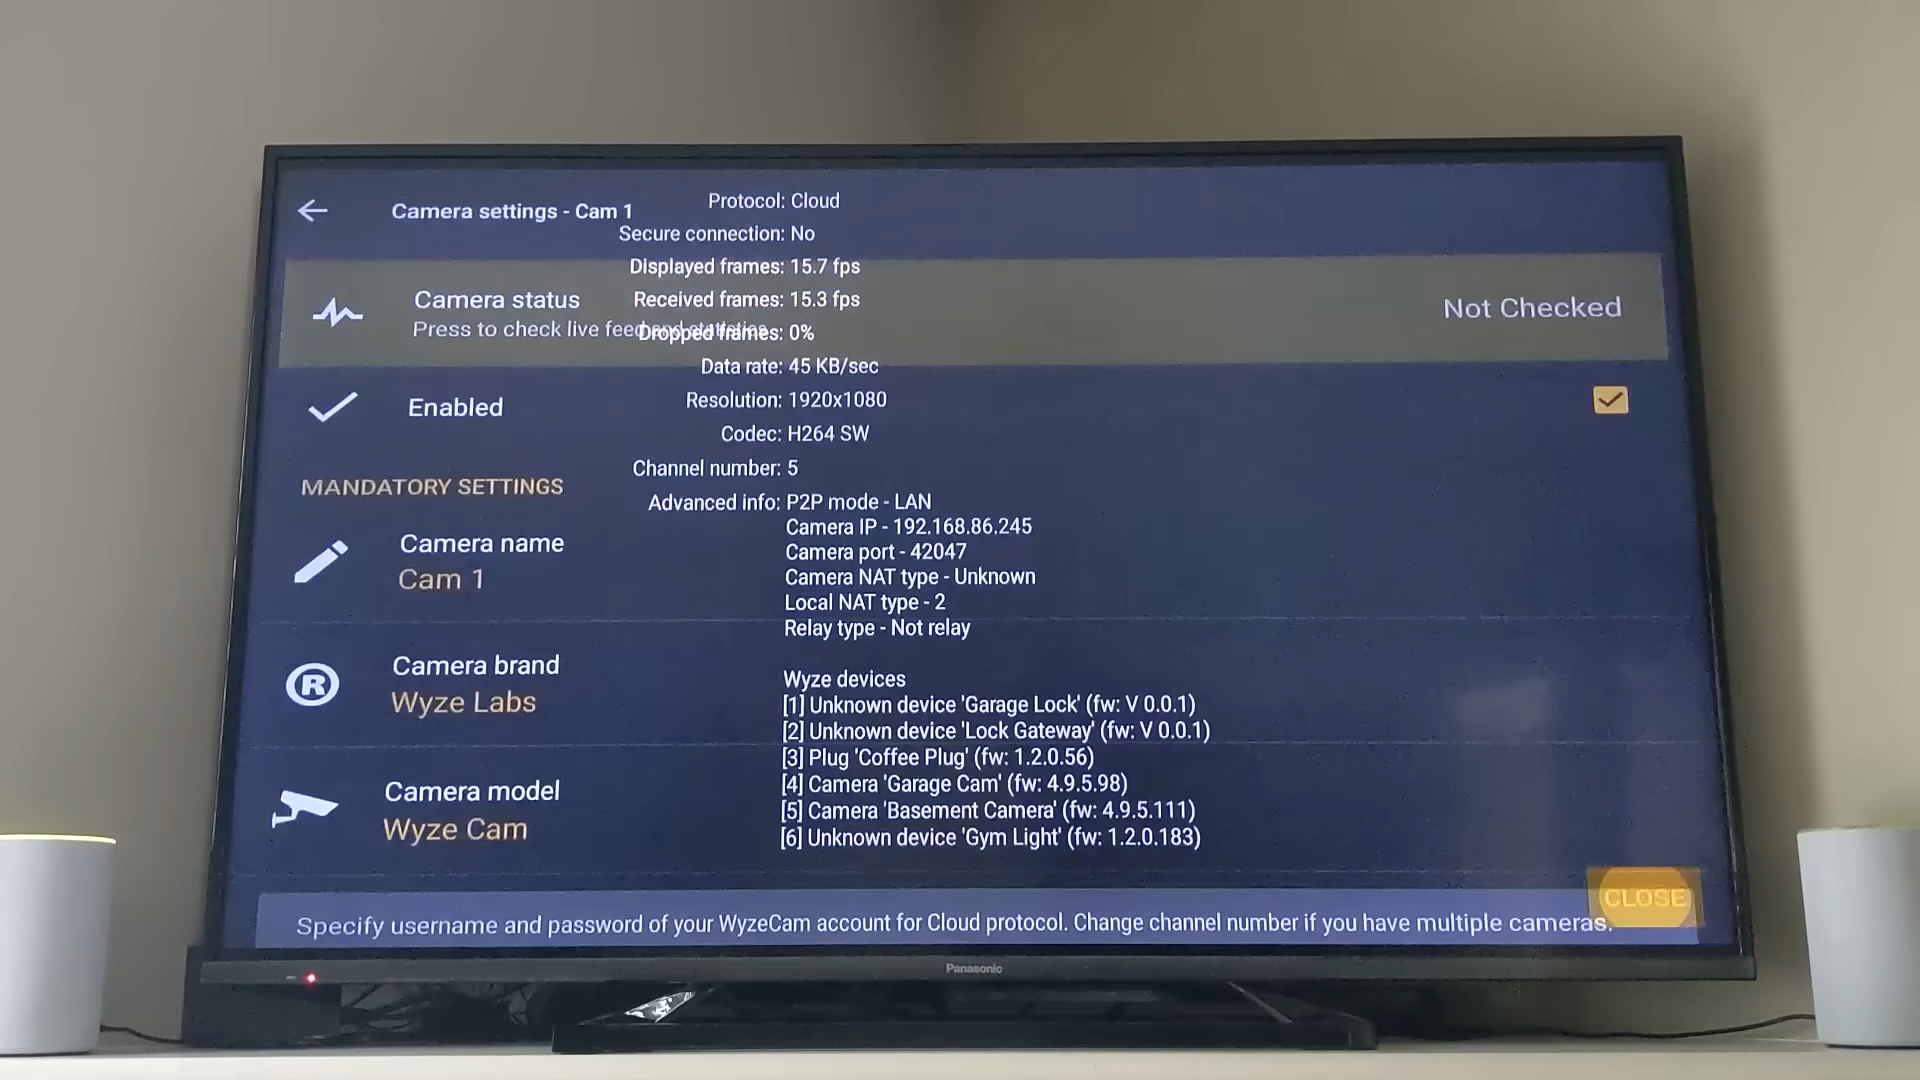 Camera settings - Cam 1
Camera status
Press to check live feed and statistics
Not Checked
Enabled
MANDATORY SETTINGS
Camera name
Cam 1
Camera brand
Wyze Labs
Camera model
Wyze Cam
Protocol: Cloud
Secure connection: No
Displayed frames: 15.7 fps
Received frames: 15.3 fps
Dropped frames: 0%
Data rate: 45 KB/sec
Resolution: 1920x1080
Codec: H264 SW
Channel number: 5
Advanced info: P2P mode - LAN
Camera IP - 192.168.86.245
Camera port - 42047
Camera NAT type - Unknown
Local NAT type - 2
Relay type - Not relay
Wyze devices
[1] Unknown device 'Garage Lock' (fw: V 0.0.1)
[2] Unknown device 'Lock Gateway' (fw: V 0.0.1)
[3] Plug 'Coffee Plug' (fw: 1.2.0.56)
[4] Camera 'Garage Cam' (fw: 4.9.5.98)
[5] Camera 'Basement Camera' (fw: 4.9.5.111)
[6] Unknown device 'Gym Light' (fw: 1.2.0.183)
CLOSE
Specify username and password of your WyzeCam account for Cloud protocol. Change channel number if you have multiple cameras.
Panasonic